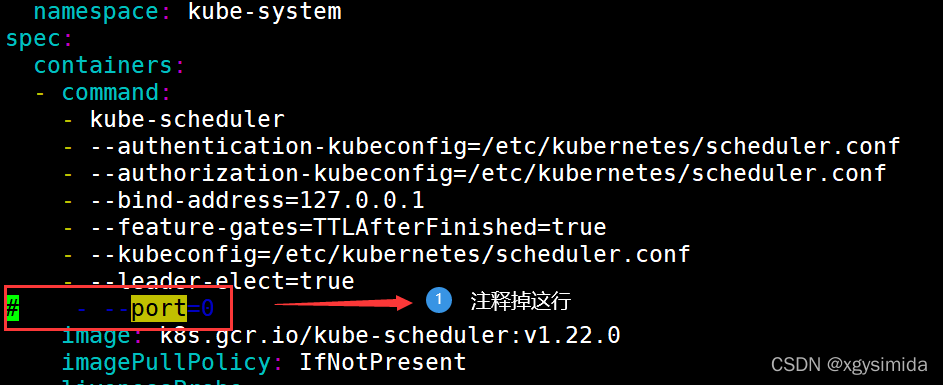 namespace: kube-system
spec:
containers:
- command:
- kube-scheduler
- --authentication-kubeconfig=/etc/kubernetes/scheduler.conf
- --authorization-kubeconfig=/etc/kubernetes/scheduler.conf
- --bind-address=127.0.0.1
- --feature-gates=TTLAfterFinished=true
- --kubeconfig=/etc/kubernetes/scheduler.conf
- --leader-elect=true
# - --port=0 1 注释掉这行
image: k8s.gcr.io/kube-scheduler:v1.22.0
imagePullPolicy: IfNotPresent
livenessProbe
CSDN @xgysimida